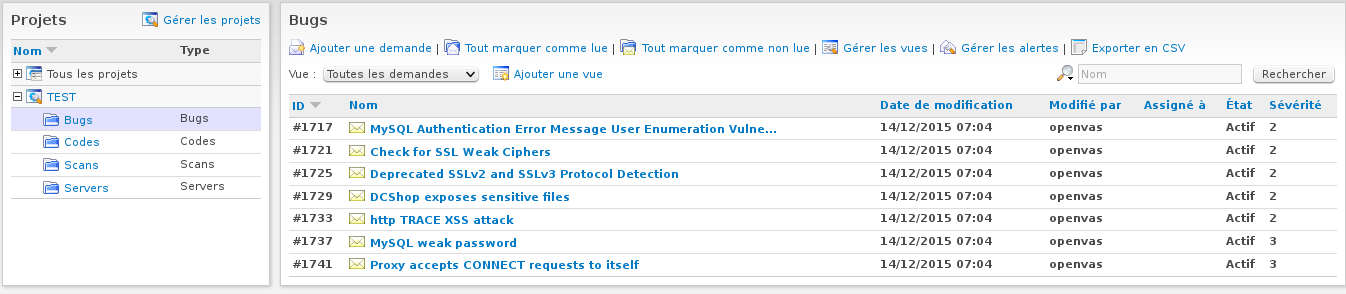 Projets
Gérer les projets
Nom Type
Tous les projets
TEST
Bugs Bugs
Codes Codes
Scans Scans
Servers Servers
Bugs
Ajouter une demande | Tout marquer comme lue | Tout marquer comme non lue | Gérer les vues | Gérer les alertes | Exporter en CSV
Vue : Toutes les demandes Ajouter une vue Nom Rechercher
ID Nom Date de modification Modifié par Assigné à État Sévérité
#1717 MySQL Authentication Error Message User Enumeration Vulne... 14/12/2015 07:04 openvas Actif 2
#1721 Check for SSL Weak Ciphers 14/12/2015 07:04 openvas Actif 2
#1725 Deprecated SSLv2 and SSLv3 Protocol Detection 14/12/2015 07:04 openvas Actif 2
#1729 DCShop exposes sensitive files 14/12/2015 07:04 openvas Actif 2
#1733 http TRACE XSS attack 14/12/2015 07:04 openvas Actif 2
#1737 MySQL weak password 14/12/2015 07:04 openvas Actif 3
#1741 Proxy accepts CONNECT requests to itself 14/12/2015 07:04 openvas Actif 3